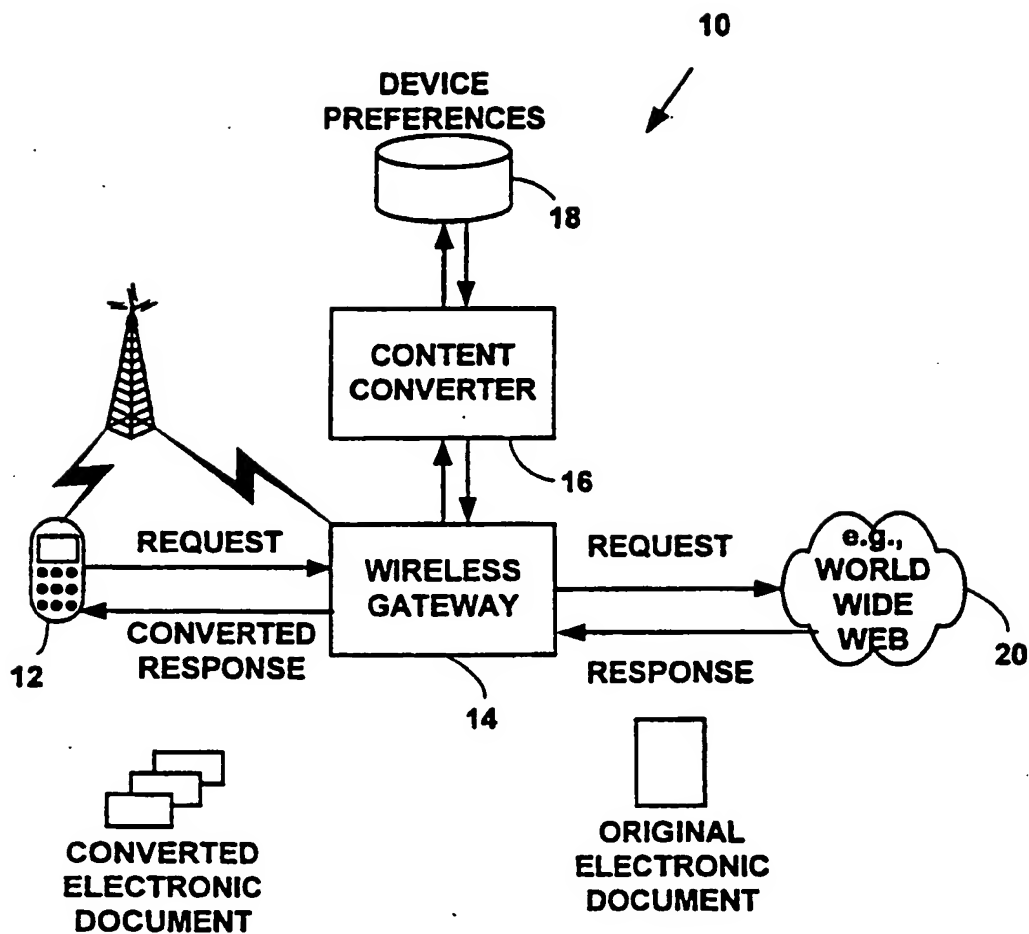 10
DEVICE
PREFERENCES
18
CONTENT
CONVERTER
16
REQUEST
WIRELESS
GATEWAY
REQUEST
e.g.,
WORLD
WIDE
WEB
CONVERTED
RESPONSE
RESPONSE
12
14
20
CONVERTED
ELECTRONIC
DOCUMENT
ORIGINAL
ELECTRONIC
DOCUMENT